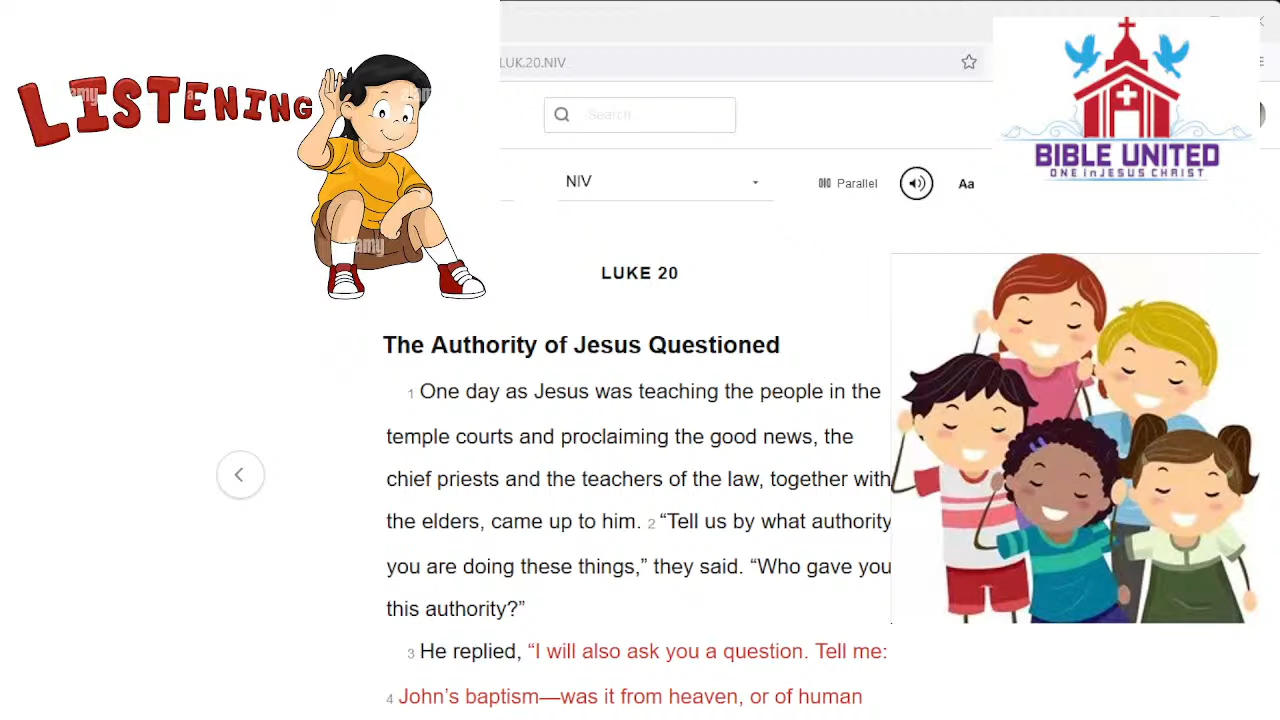 LISTENING
alamy
a
alamy
alamy
LUK.20.NIV
Search...
BIBLE UNITED
ONE in JESUS CHRIST
NIV
Parallel
Aa
LUKE 20
The Authority of Jesus Questioned
1 One day as Jesus was teaching the people in the
temple courts and proclaiming the good news, the
chief priests and the teachers of the law, together with
the elders, came up to him. 2 “Tell us by what authority
you are doing these things,” they said. “Who gave you
this authority?”
3 He replied, “I will also ask you a question. Tell me:
4 John’s baptism—was it from heaven, or of human